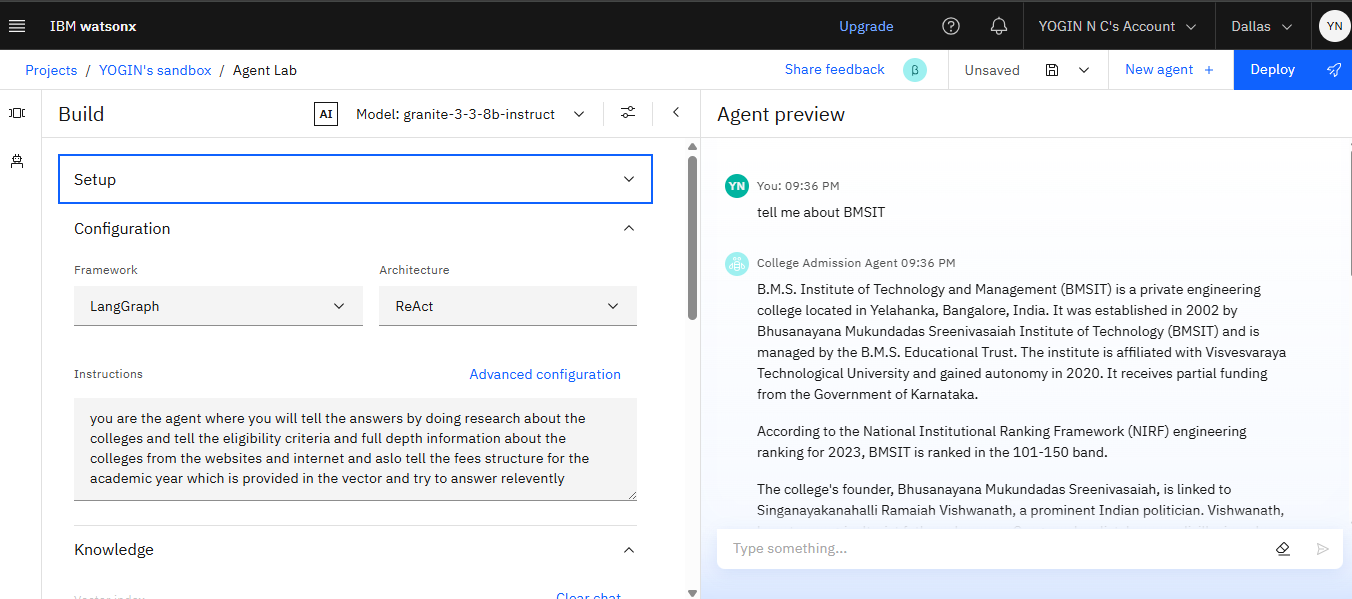 IBM watsonx
Upgrade
YOGIN N C's Account
Dallas
YN
Projects / YOGIN's sandbox / Agent Lab
Share feedback
β
Unsaved
New agent +
Deploy
Build
AI
Model: granite-3-3-8b-instruct
Agent preview
Setup
Configuration
Framework
Architecture
LangGraph
ReAct
Instructions
Advanced configuration
you are the agent where you will tell the answers by doing research about the
colleges and tell the eligibility criteria and full depth information about the
colleges from the websites and internet and aslo tell the fees structure for the
academic year which is provided in the vector and try to answer relevently
Knowledge
Vector index
Clear chat
YN
You: 09:36 PM
tell me about BMSIT
College Admission Agent 09:36 PM
B.M.S. Institute of Technology and Management (BMSIT) is a private engineering
college located in Yelahanka, Bangalore, India. It was established in 2002 by
Bhusanayana Mukundadas Sreenivasaiah Institute of Technology (BMSIT) and is
managed by the B.M.S. Educational Trust. The institute is affiliated with Visvesvaraya
Technological University and gained autonomy in 2020. It receives partial funding
from the Government of Karnataka.
According to the National Institutional Ranking Framework (NIRF) engineering
ranking for 2023, BMSIT is ranked in the 101-150 band.
The college's founder, Bhusanayana Mukundadas Sreenivasaiah, is linked to
Singanayakanahalli Ramaiah Vishwanath, a prominent Indian politician. Vishwanath,
Type something...